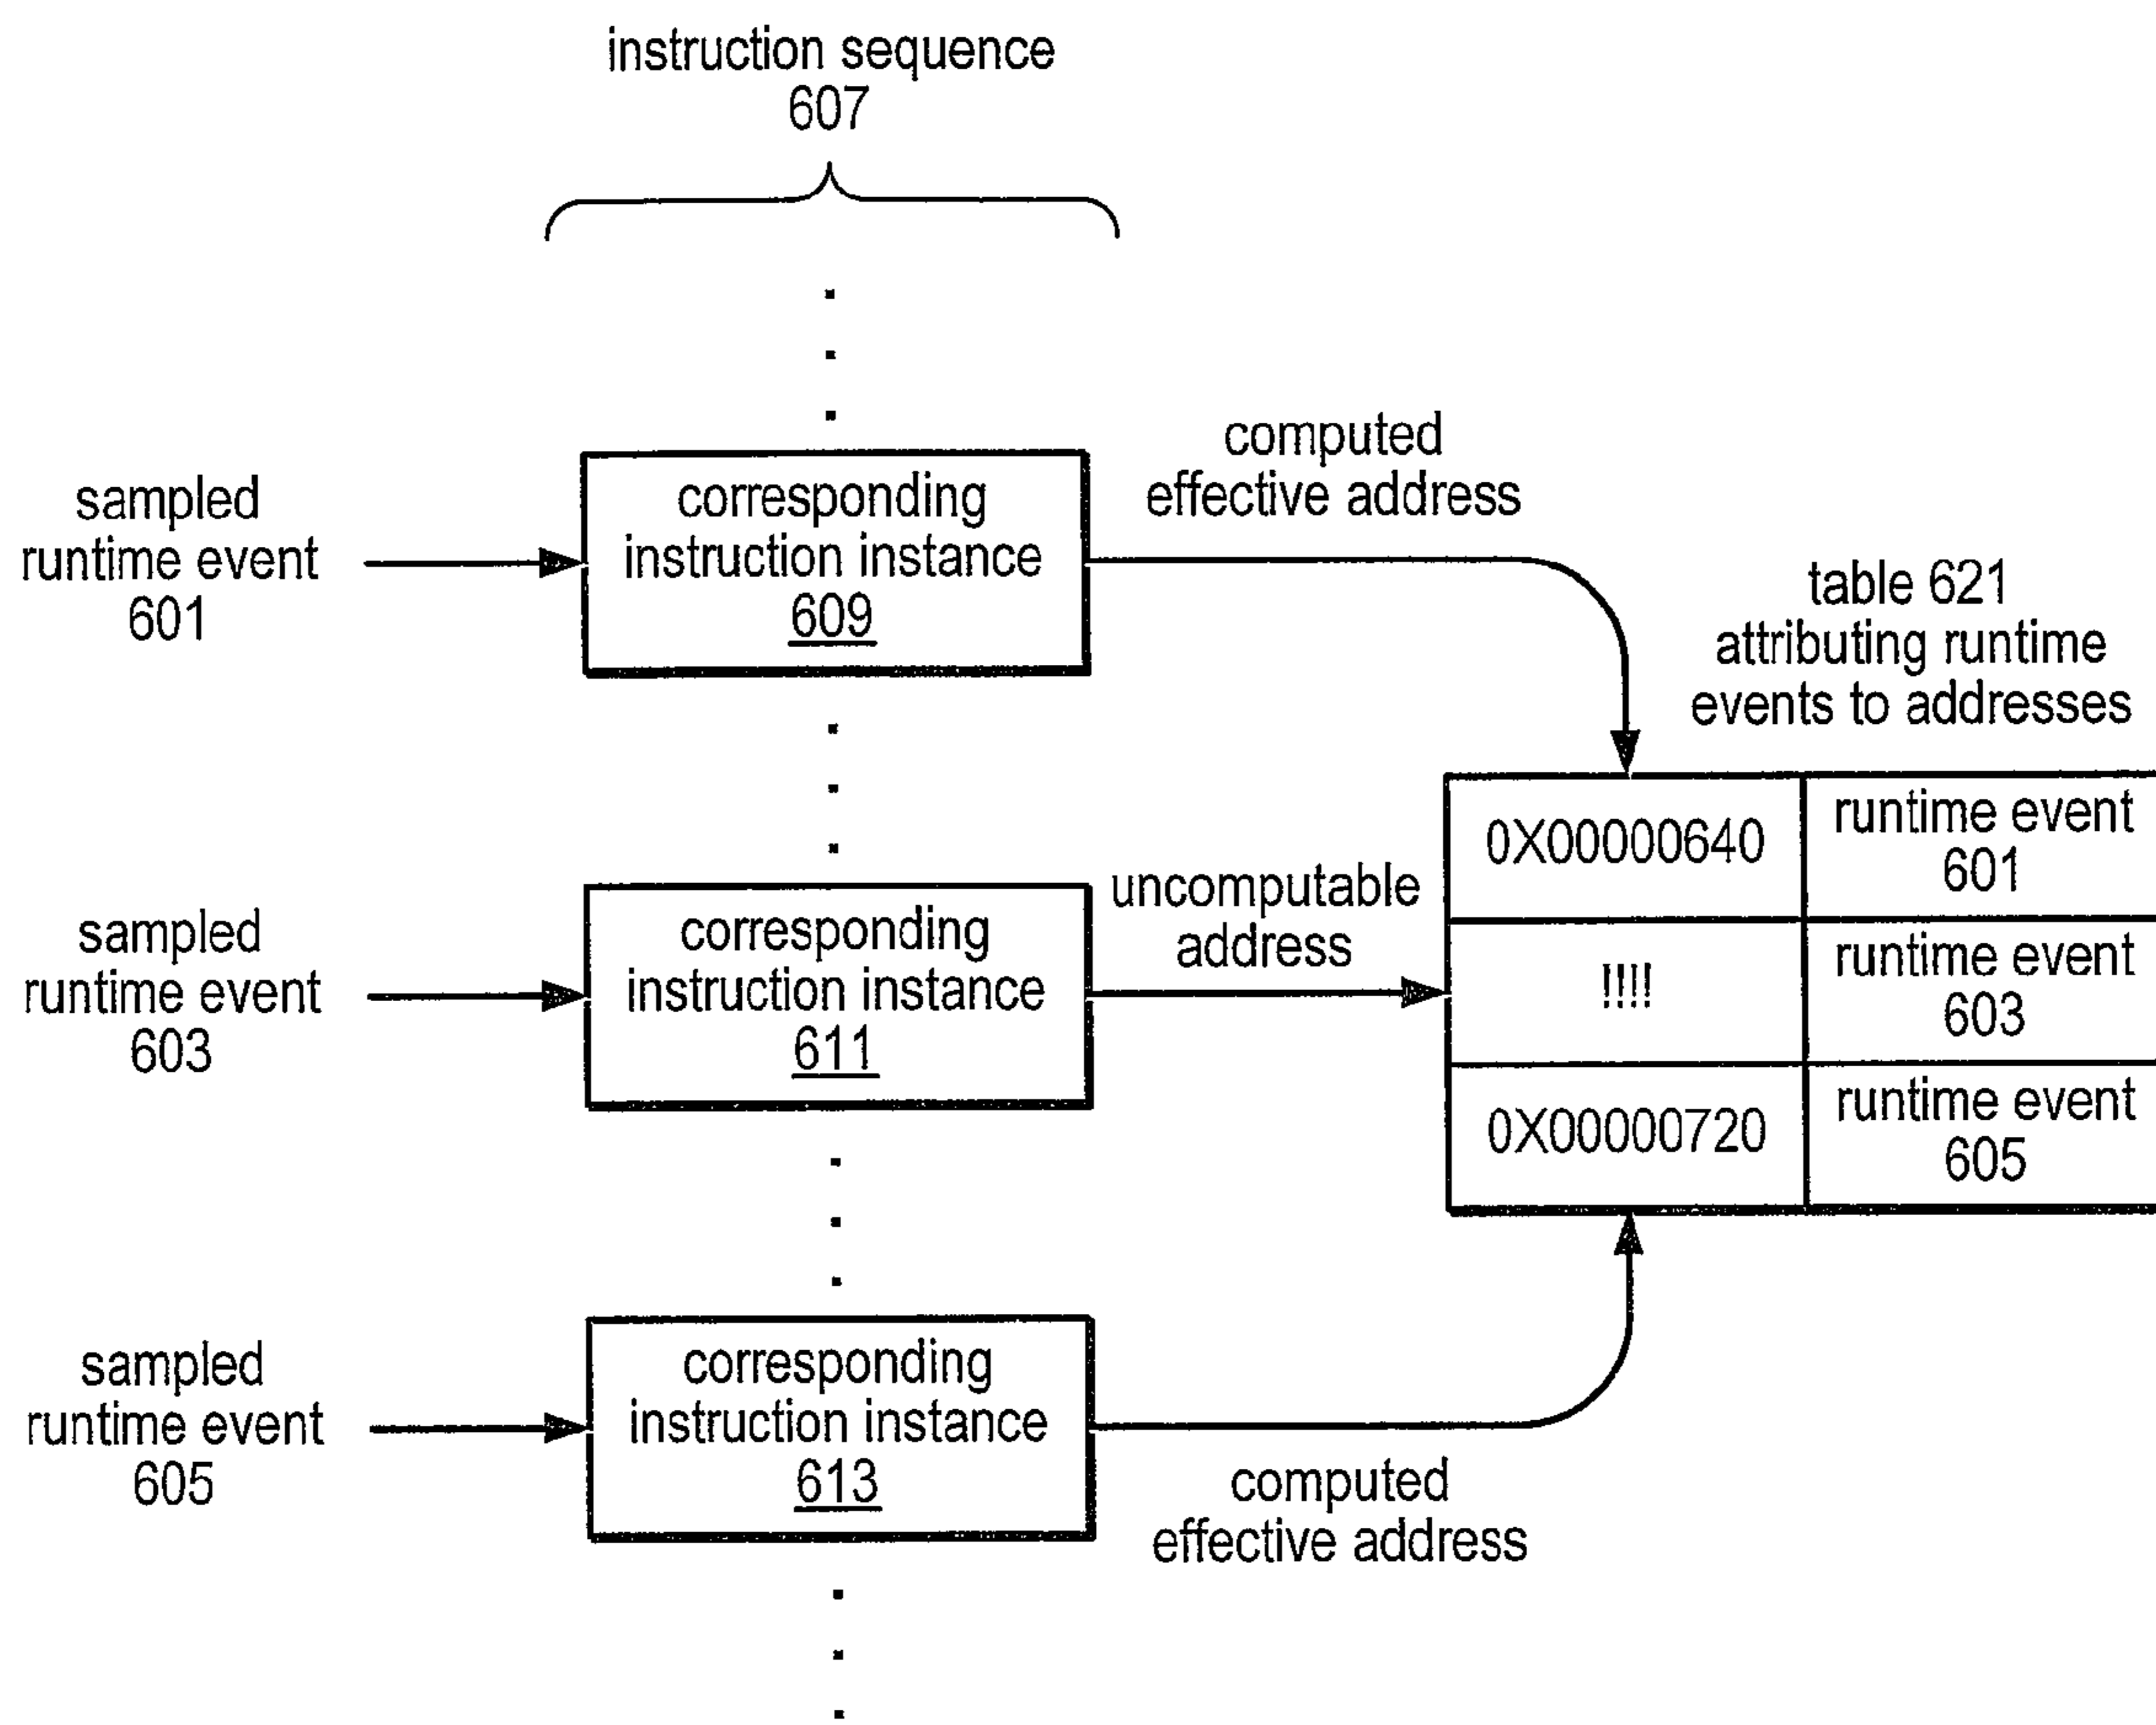 instruction sequence
607
sampled
runtime event
601
corresponding
instruction instance
609
computed
effective address
table 621
attributing runtime
events to addresses
sampled
runtime event
603
corresponding
instruction instance
611
uncomputable
address
0X00000640
runtime event
601
!!!!
runtime event
603
0X00000720
runtime event
605
sampled
runtime event
605
corresponding
instruction instance
613
computed
effective address